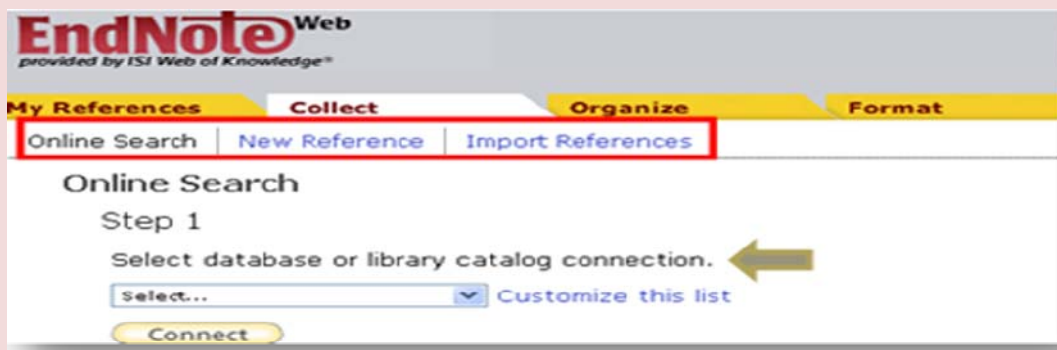 EndNote Web
provided by ISI Web of Knowledge®
My References Collect Organize Format
Online Search New Reference Import References
Online Search
Step 1
Select database or library catalog connection.
Select... Customize this list
Connect